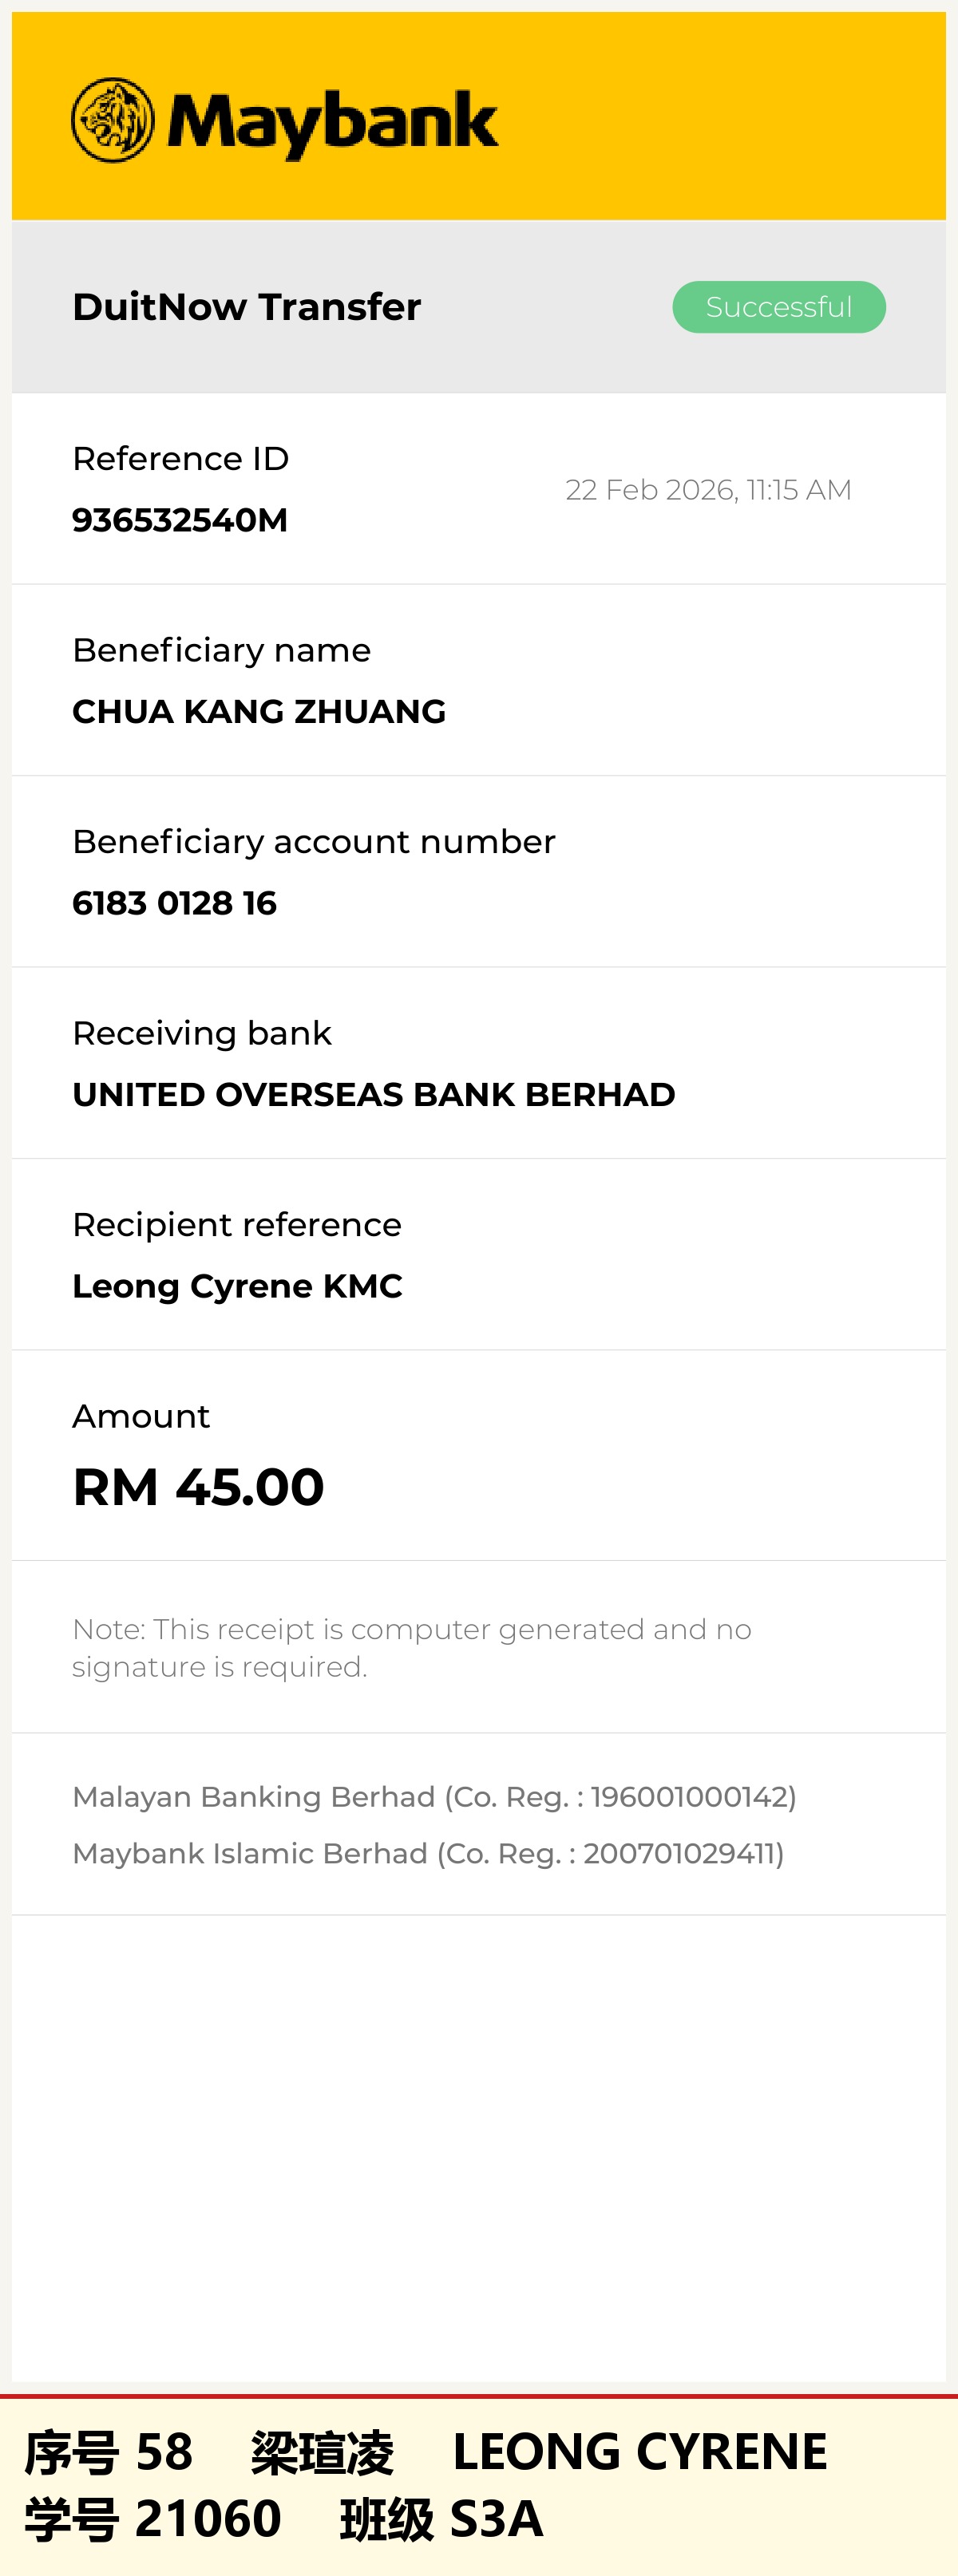 Maybank
DuitNow Transfer
Successful
Reference ID
936532540M
22 Feb 2026, 11:15 AM
Beneficiary name
CHUA KANG ZHUANG
Beneficiary account number
6183 0128 16
Receiving bank
UNITED OVERSEAS BANK BERHAD
Recipient reference
Leong Cyrene KMC
Amount
RM 45.00
Note: This receipt is computer generated and no
signature is required.
Malayan Banking Berhad (Co. Reg. : 196001000142)
Maybank Islamic Berhad (Co. Reg. : 200701029411)
序号 58 梁瑄凌 LEONG CYRENE
学号 21060 班级 S3A